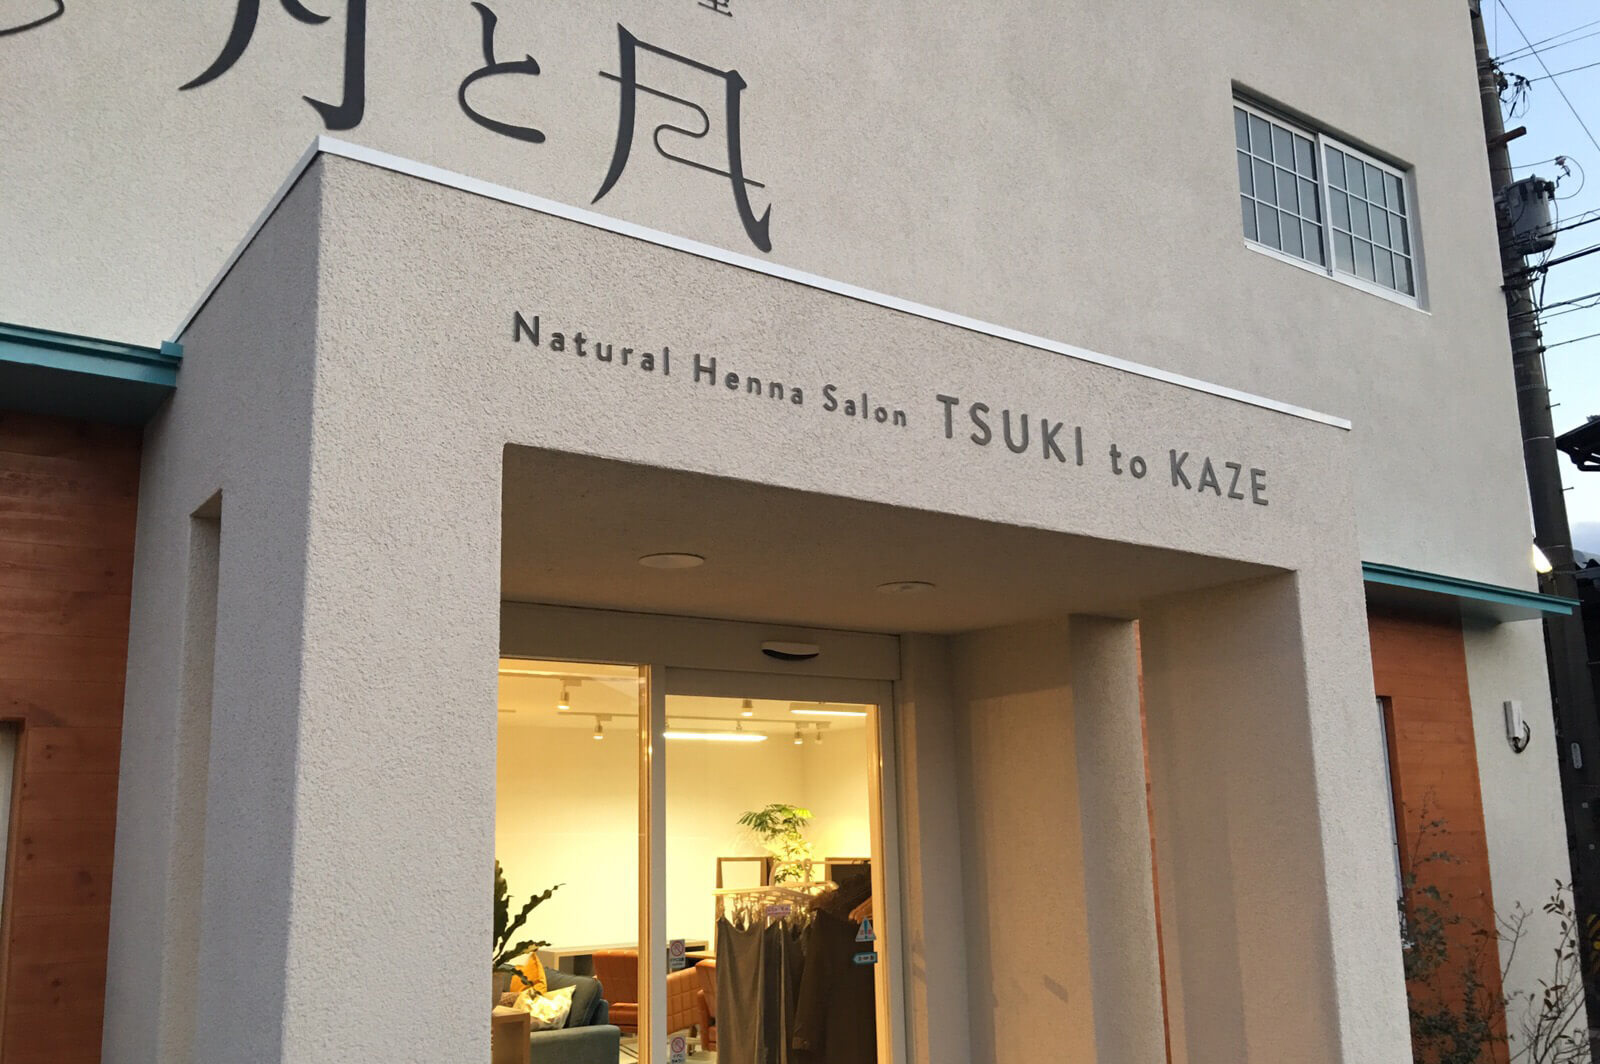 月と風
Natural Henna Salon TSUKI to KAZE